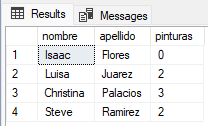 Results Messages
nombre apellido pinturas
1 Isaac Flores 0
2 Luisa Juarez 2
3 Christina Palacios 3
4 Steve Ramirez 2